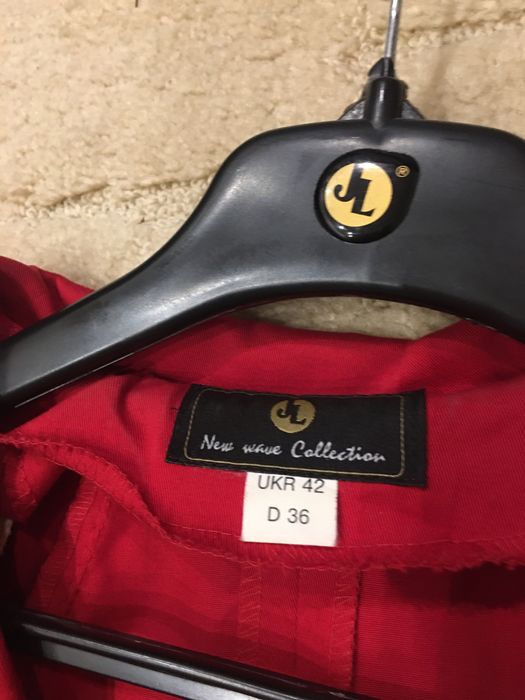 JL ®
JL
New wave Collection
UKR 42
D 36